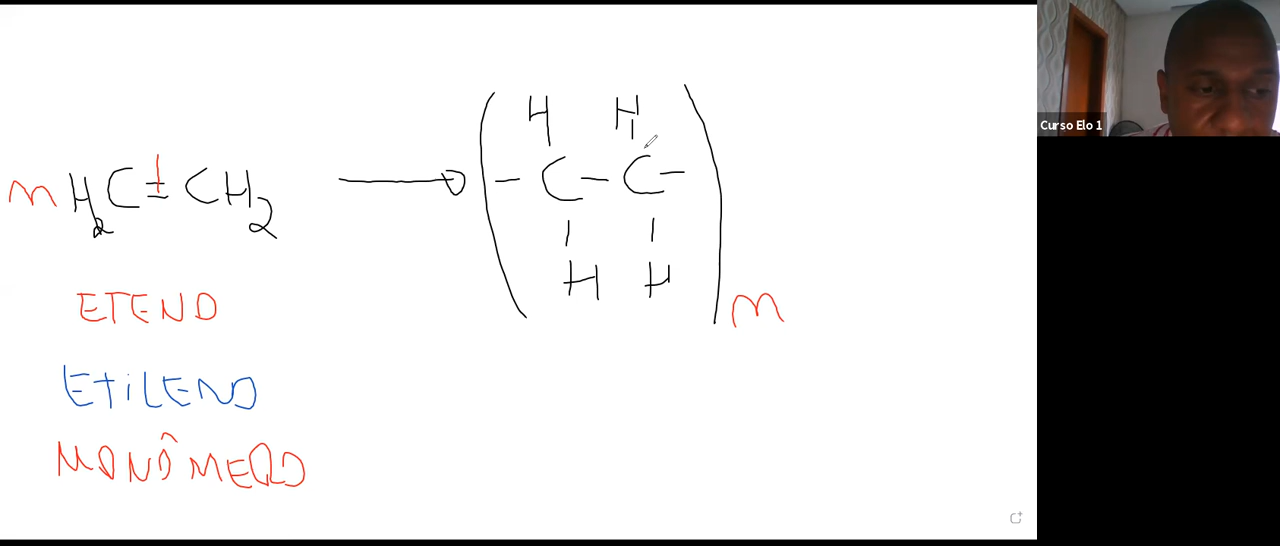 H H
n H2C=CH2 → (-C-C-)n
H H
ETENO
ETILENO
MONÔMERO
Curso Elo 1